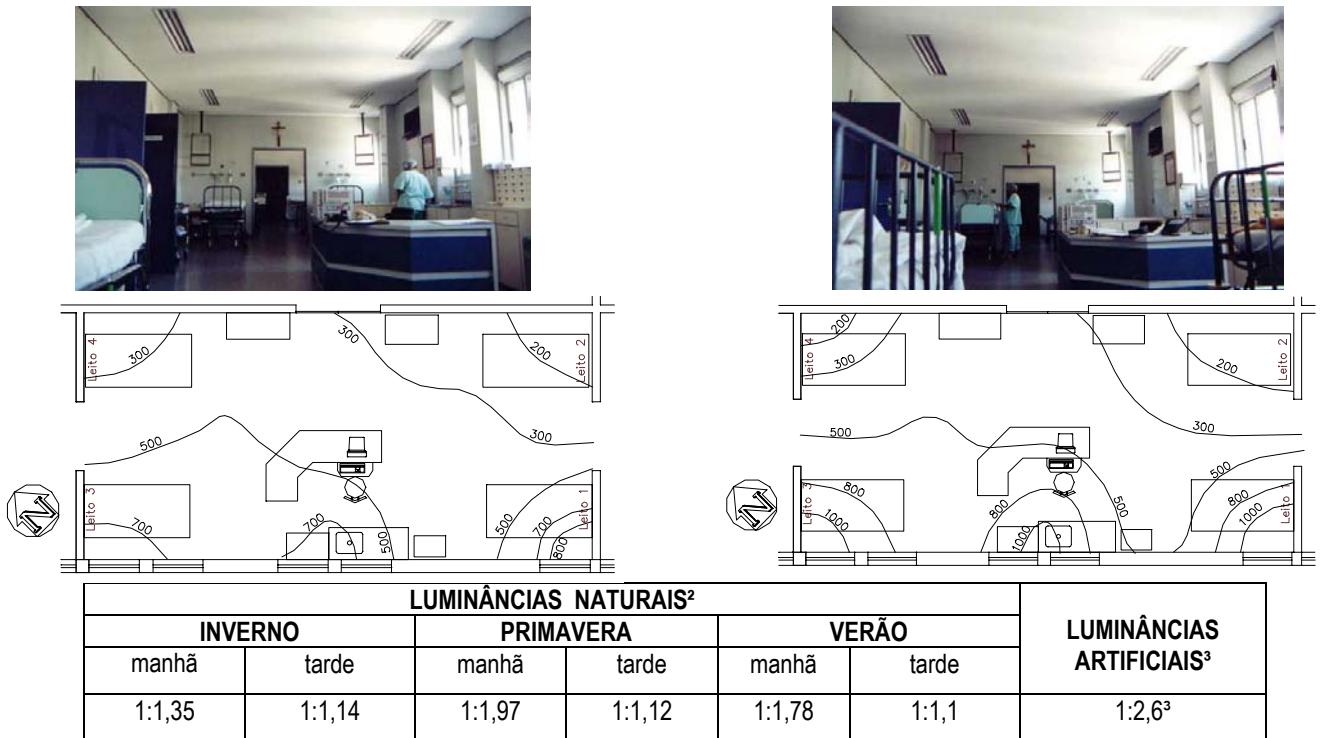 300
300
200
Leito 4
Leito 2
500
300
N
Leito 3
700
700
500
500
700
800
Leito 1
200
300
200
Leito 4
Leito 2
500
300
500
N
Leito 3
800
1000
800
1000
500
800
1000
Leito 1
LUMINÂNCIAS NATURAIS²
LUMINÂNCIAS ARTIFICIAIS³
INVERNO PRIMAVERA VERÃO
manhã tarde manhã tarde manhã tarde
1:1,35 1:1,14 1:1,97 1:1,12 1:1,78 1:1,1 1:2,6³